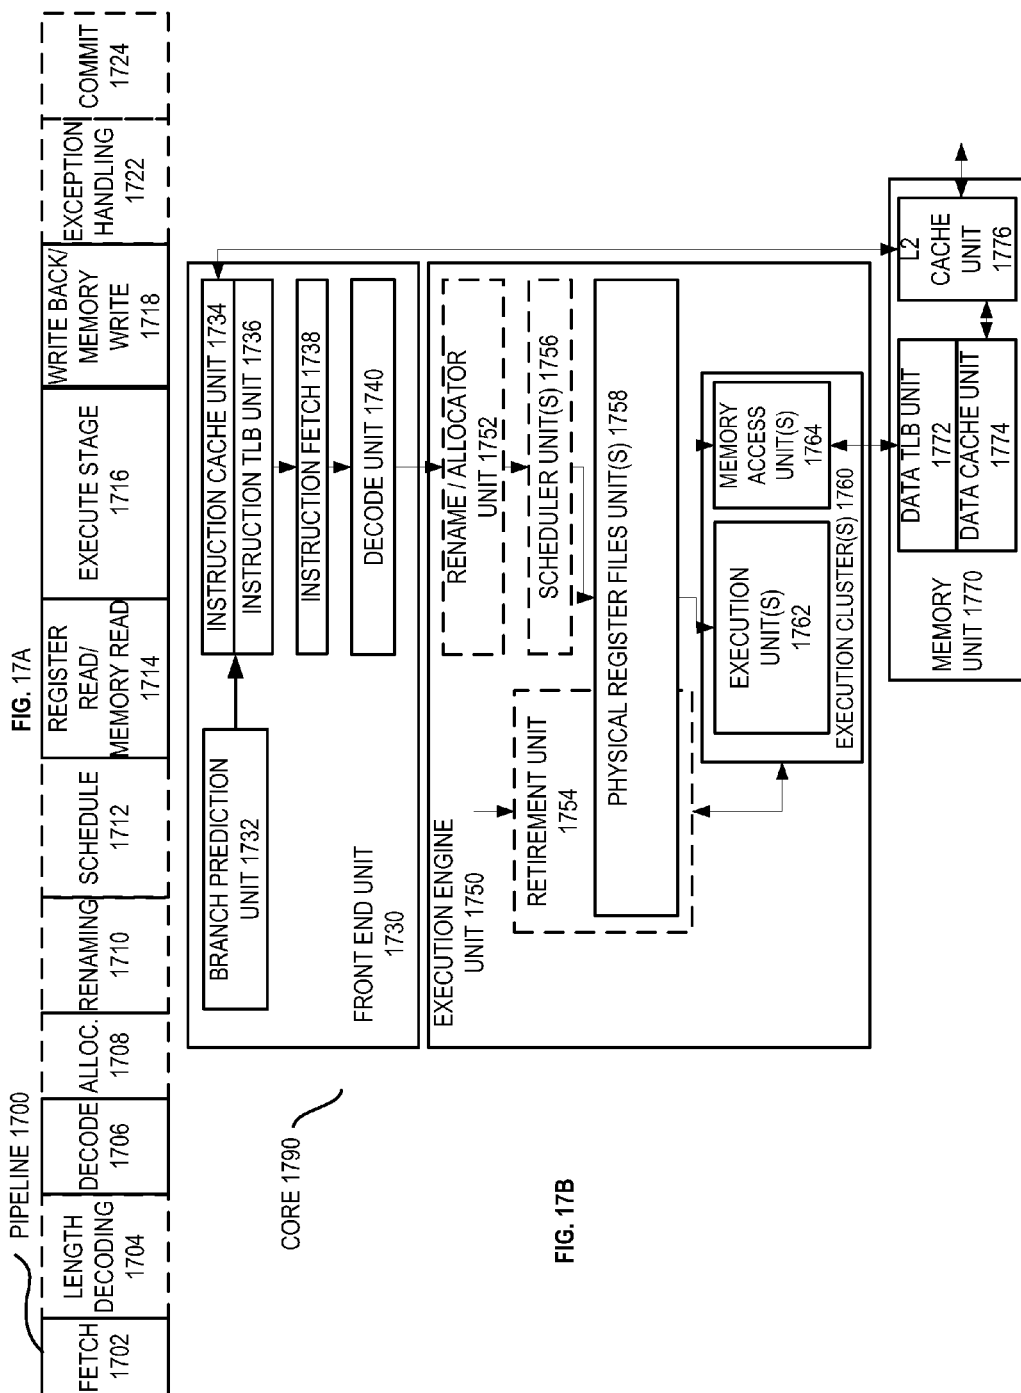 FIG. 17A
PIPELINE 1700
FETCH
1702
LENGTH
DECODING
1704
DECODE
1706
ALLOC.
1708
RENAMING
1710
SCHEDULE
1712
REGISTER
READ/
MEMORY READ
1714
EXECUTE STAGE
1716
WRITE BACK/
MEMORY
WRITE
1718
EXCEPTION
HANDLING
1722
COMMIT
1724
CORE 1790
FIG. 17B
BRANCH PREDICTION
UNIT 1732
INSTRUCTION CACHE UNIT 1734
INSTRUCTION TLB UNIT 1736
INSTRUCTION FETCH 1738
DECODE UNIT 1740
FRONT END UNIT
1730
EXECUTION ENGINE
UNIT 1750
RENAME / ALLOCATOR
UNIT 1752
SCHEDULER UNIT(S) 1756
RETIREMENT UNIT
1754
PHYSICAL REGISTER FILES UNIT(S) 1758
EXECUTION
UNIT(S)
1762
MEMORY
ACCESS
UNIT(S)
1764
EXECUTION CLUSTER(S) 1760
MEMORY
UNIT 1770
DATA TLB UNIT
1772
DATA CACHE UNIT
1774
L2
CACHE
UNIT
1776